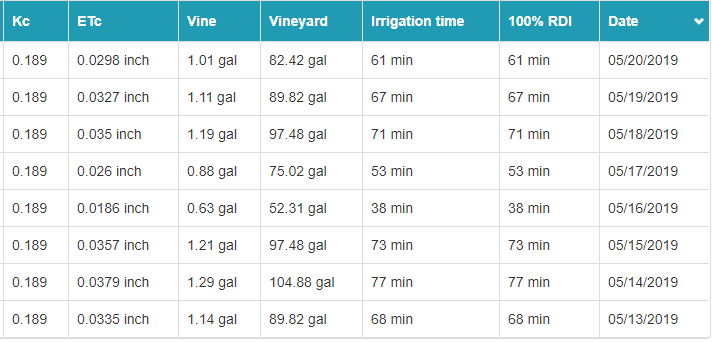 Kc ETc Vine Vineyard Irrigation time 100% RDI Date
0.189 0.0298 inch 1.01 gal 82.42 gal 61 min 61 min 05/20/2019
0.189 0.0327 inch 1.11 gal 89.82 gal 67 min 67 min 05/19/2019
0.189 0.035 inch 1.19 gal 97.48 gal 71 min 71 min 05/18/2019
0.189 0.026 inch 0.88 gal 75.02 gal 53 min 53 min 05/17/2019
0.189 0.0186 inch 0.63 gal 52.31 gal 38 min 38 min 05/16/2019
0.189 0.0357 inch 1.21 gal 97.48 gal 73 min 73 min 05/15/2019
0.189 0.0379 inch 1.29 gal 104.88 gal 77 min 77 min 05/14/2019
0.189 0.0335 inch 1.14 gal 89.82 gal 68 min 68 min 05/13/2019